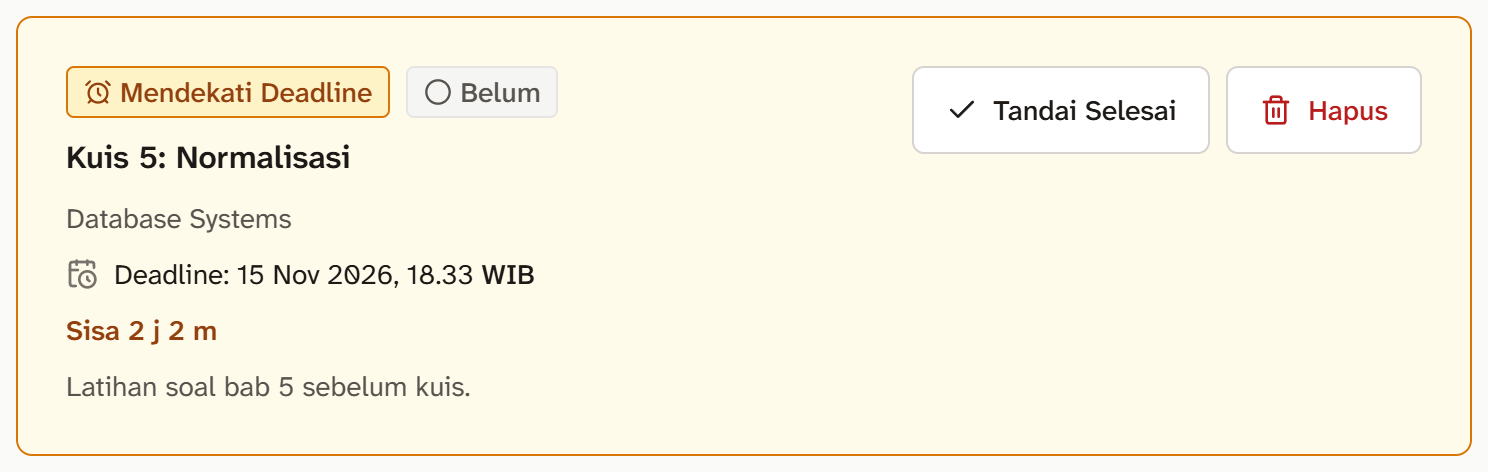 Mendekati Deadline Belum
Tandai Selesai Hapus
Kuis 5: Normalisasi
Database Systems
Deadline: 15 Nov 2026, 18.33 WIB
Sisa 2 j 2 m
Latihan soal bab 5 sebelum kuis.